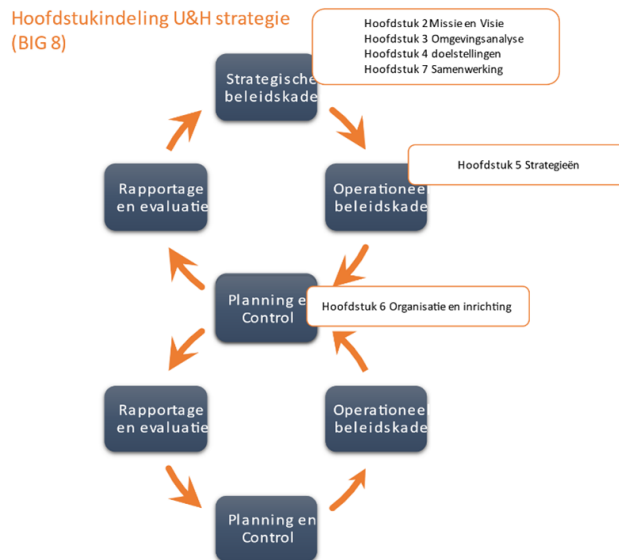 Hoofdstukindeling U&H strategie
(BIG 8)
Hoofdstuk 2 Missie en Visie
Hoofdstuk 3 Omgevingsanalyse
Hoofdstuk 4 doelstellingen
Hoofdstuk 7 Samenwerking
Strategische
beleidskade
Hoofdstuk 5 Strategieën
Rapportage
en evaluatie
Operationeel
beleidskade
Planning e
Control
Hoofdstuk 6 Organisatie en inrichting
Rapportage
en evaluatie
Operationeel
beleidskade
Planning en
Control